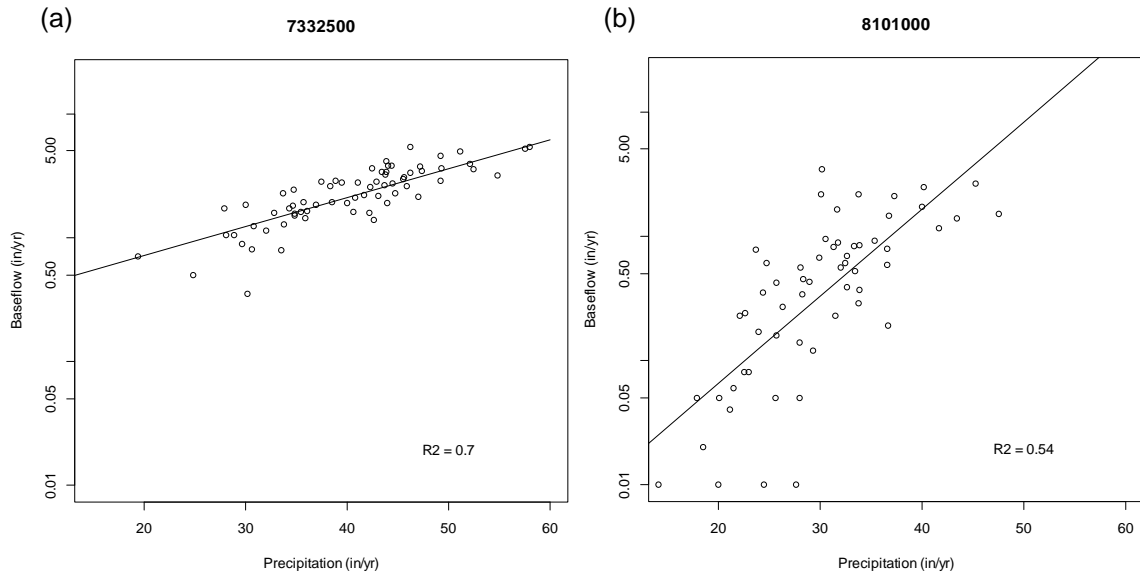 (a)
7332500
5.00
0.50
0.05
0.01
Baseflow (in/yr)
R2 = 0.7
20 30 40 50 60
Precipitation (in/yr)
(b)
8101000
5.00
0.50
0.05
0.01
Baseflow (in/yr)
R2 = 0.54
20 30 40 50 60
Precipitation (in/yr)